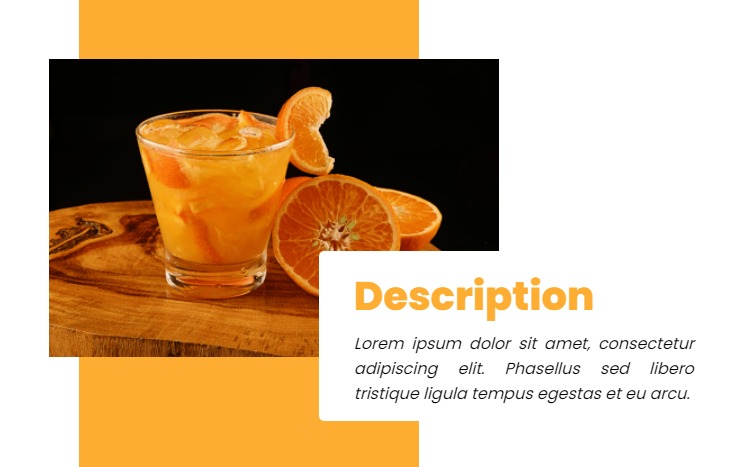 Description
Lorem ipsum dolor sit amet, consectetur
adipiscing elit. Phasellus sed libero
tristique ligula tempus egestas et eu arcu.